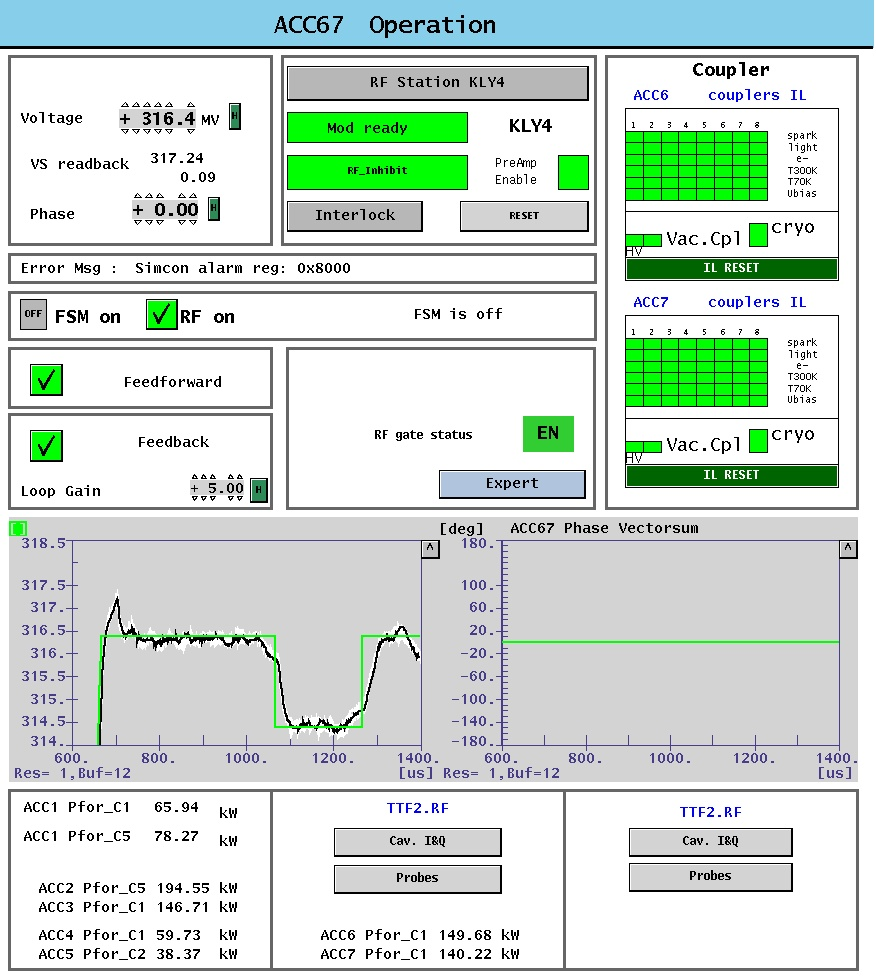 ACC67 Operation
Voltage + 316.4 MV H
VS readback 317.24
0.09
Phase + 0.00 H
RF Station KLY4
Mod ready KLY4
RF_Inhibit PreAmp Enable
Interlock RESET
Coupler
ACC6 couplers IL
1 2 3 4 5 6 7 8
spark
light
e-
T300K
T70K
Ubias
HV Vac.Cpl cryo
IL RESET
ACC7 couplers IL
1 2 3 4 5 6 7 8
spark
light
e-
T300K
T70K
Ubias
HV Vac.Cpl cryo
IL RESET
Error Msg : Simcon alarm reg: 0x8000
OFF FSM on RF on FSM is off
Feedforward
Feedback
Loop Gain + 5.00 H
RF gate status EN
Expert
[]
318.5
317.5
317.
316.5
316.
315.5
315.
314.5
314.
600. 800. 1000. 1200. 1400.
Res= 1,Buf=12 [us]
[deg] ACC67 Phase Vectorsum
180.
100.
60.
20.
-20.
-60.
-100.
-140.
-180.
600. 800. 1000. 1200. 1400.
Res= 1,Buf=12 [us]
ACC1 Pfor_C1 65.94 kW
ACC1 Pfor_C5 78.27 kW
ACC2 Pfor_C5 194.55 kW
ACC3 Pfor_C1 146.71 kW
ACC4 Pfor_C1 59.73 kW
ACC5 Pfor_C2 38.37 kW
TTF2.RF
Cav. I&Q
Probes
ACC6 Pfor_C1 149.68 kW
ACC7 Pfor_C1 140.22 kW
TTF2.RF
Cav. I&Q
Probes